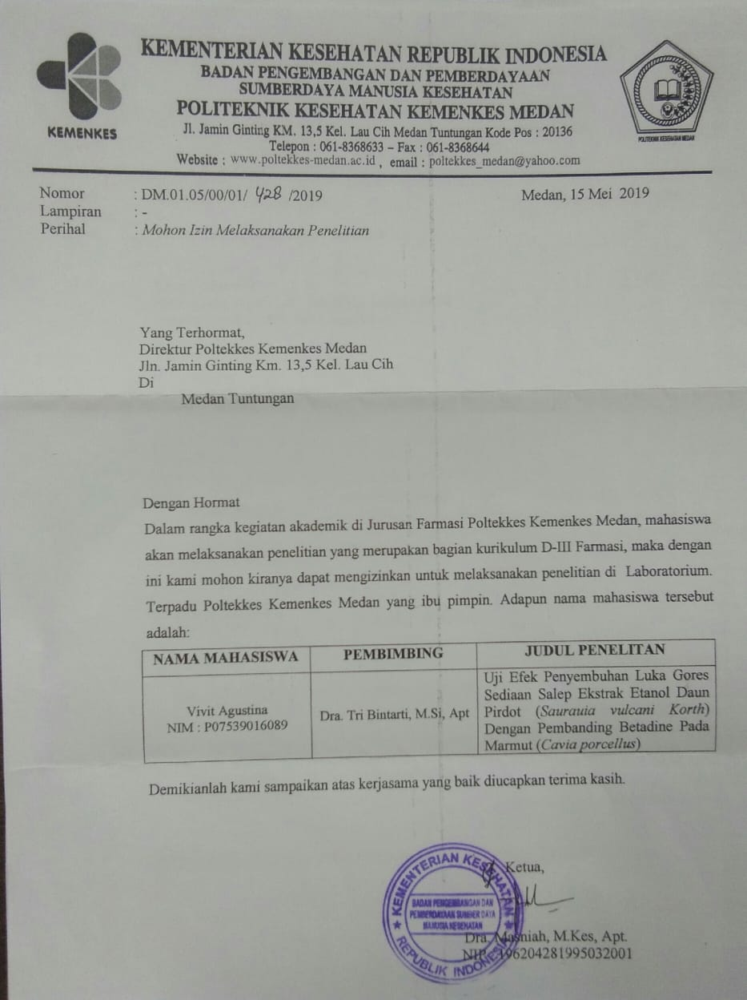 KEMENKES
KEMENTERIAN KESEHATAN REPUBLIK INDONESIA
BADAN PENGEMBANGAN DAN PEMBERDAYAAN
SUMBERDAYA MANUSIA KESEHATAN
POLITEKNIK KESEHATAN KEMENKES MEDAN
Jl. Jamin Ginting KM. 13,5 Kel. Lau Cih Medan Tuntungan Kode Pos : 20136
Telepon : 061-8368633 – Fax : 061-8368644
Website : www.poltekkes-medan.ac.id , email : poltekkes_medan@yahoo.com
POLITEKNIK KESEHATAN MEDAN
Nomor : DM.01.05/00/01/ 428 /2019 Medan, 15 Mei 2019
Lampiran : -
Perihal : Mohon Izin Melaksanakan Penelitian
Yang Terhormat,
Direktur Poltekkes Kemenkes Medan
Jln. Jamin Ginting Km. 13,5 Kel. Lau Cih
Di
Medan Tuntungan
Dengan Hormat
Dalam rangka kegiatan akademik di Jurusan Farmasi Poltekkes Kemenkes Medan, mahasiswa
akan melaksanakan penelitian yang merupakan bagian kurikulum D-III Farmasi, maka dengan
ini kami mohon kiranya dapat mengizinkan untuk melaksanakan penelitian di Laboratorium.
Terpadu Poltekkes Kemenkes Medan yang ibu pimpin. Adapun nama mahasiswa tersebut
adalah:
NAMA MAHASISWA PEMBIMBING JUDUL PENELITAN
Vivit Agustina
NIM : P07539016089
Dra. Tri Bintarti, M.Si, Apt
Uji Efek Penyembuhan Luka Gores
Sediaan Salep Ekstrak Etanol Daun
Pirdot (Saurauia vulcani Korth)
Dengan Pembanding Betadine Pada
Marmut (Cavia porcellus)
Demikianlah kami sampaikan atas kerjasama yang baik diucapkan terima kasih.
Ketua,
KEMENTERIAN KESEHATAN
BADAN PENGEMBANGAN DAN
PEMBERDAYAAN SUMBER DAYA
MANUSIA KESEHATAN
REPUBLIK INDONESIA
Dra. Masniah, M.Kes, Apt.
NIP. 196204281995032001